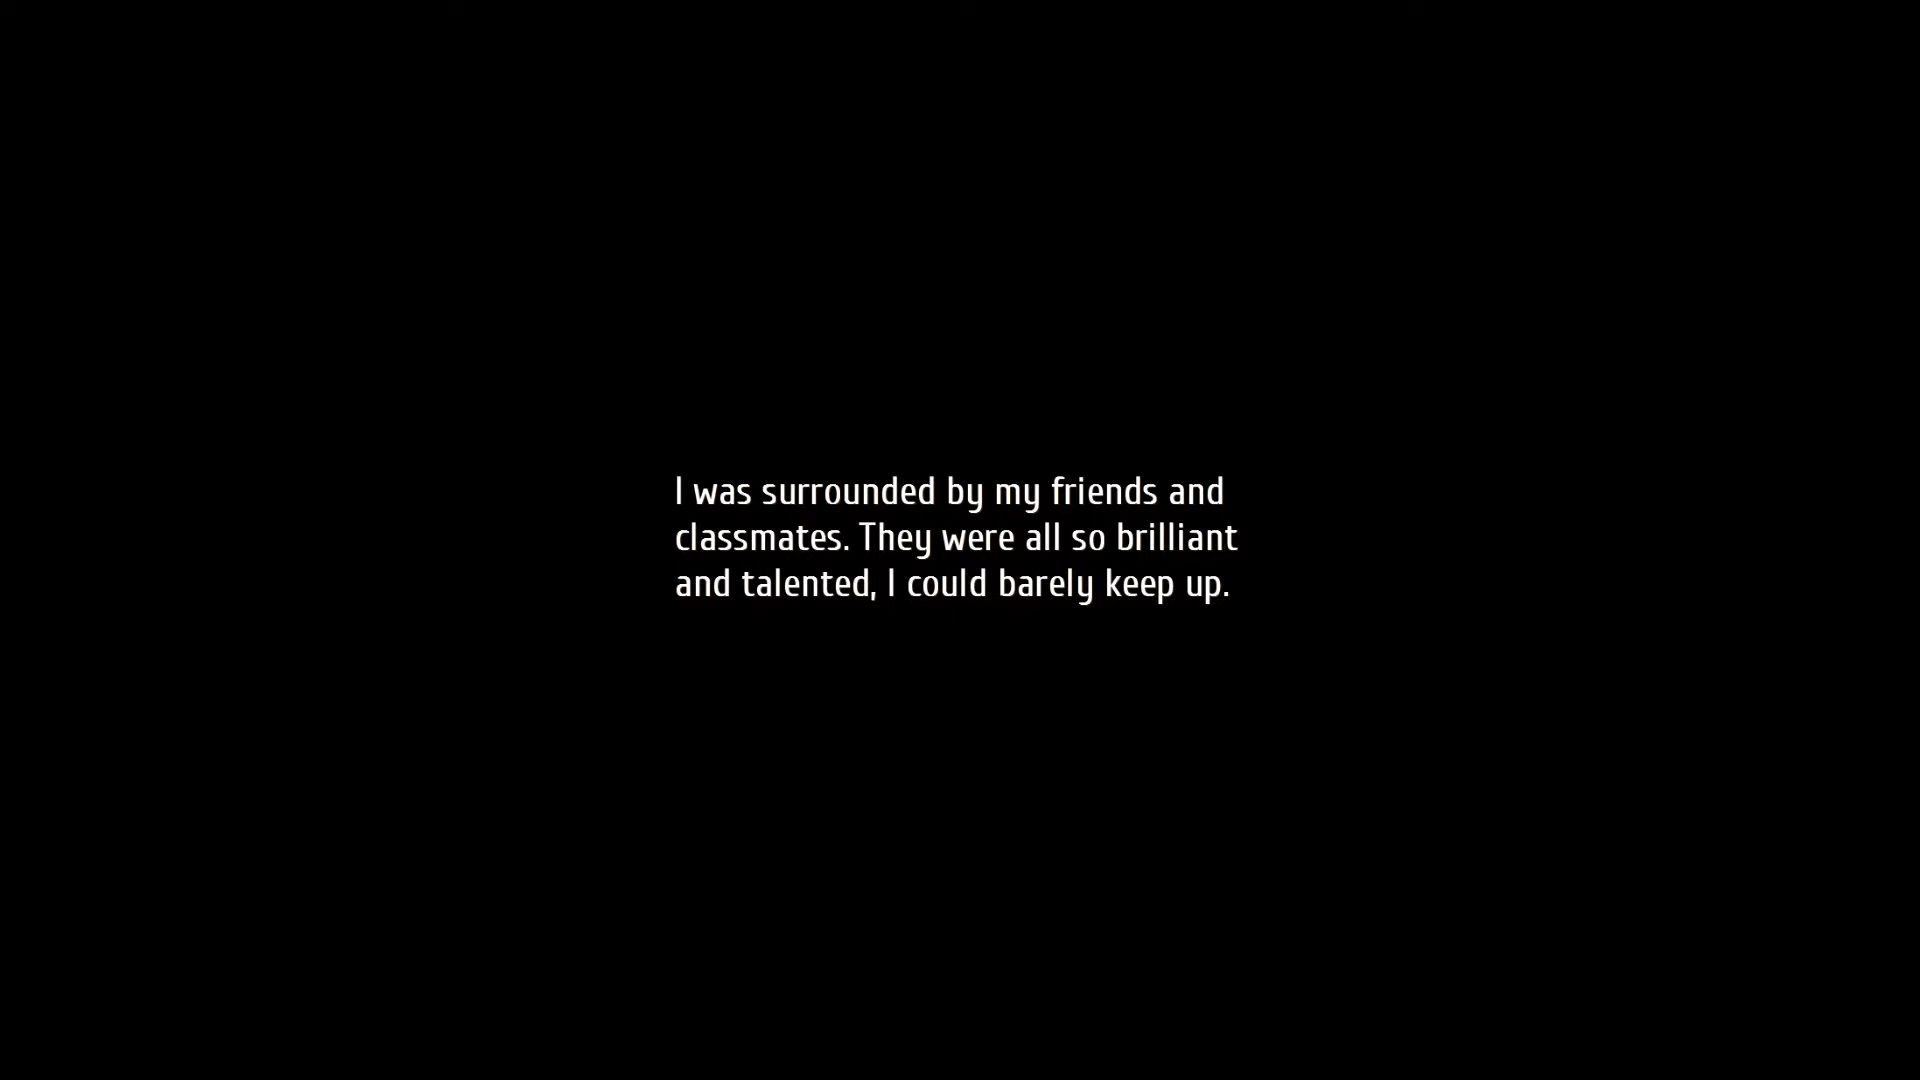 I was surrounded by my friends and
classmates. They were all so brilliant
and talented, I could barely keep up.